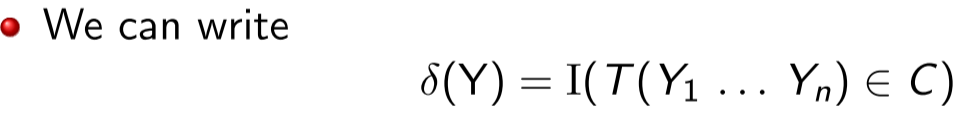 We can write
δ(Y) = I(T(Y₁ … Yₙ) ∈ C)